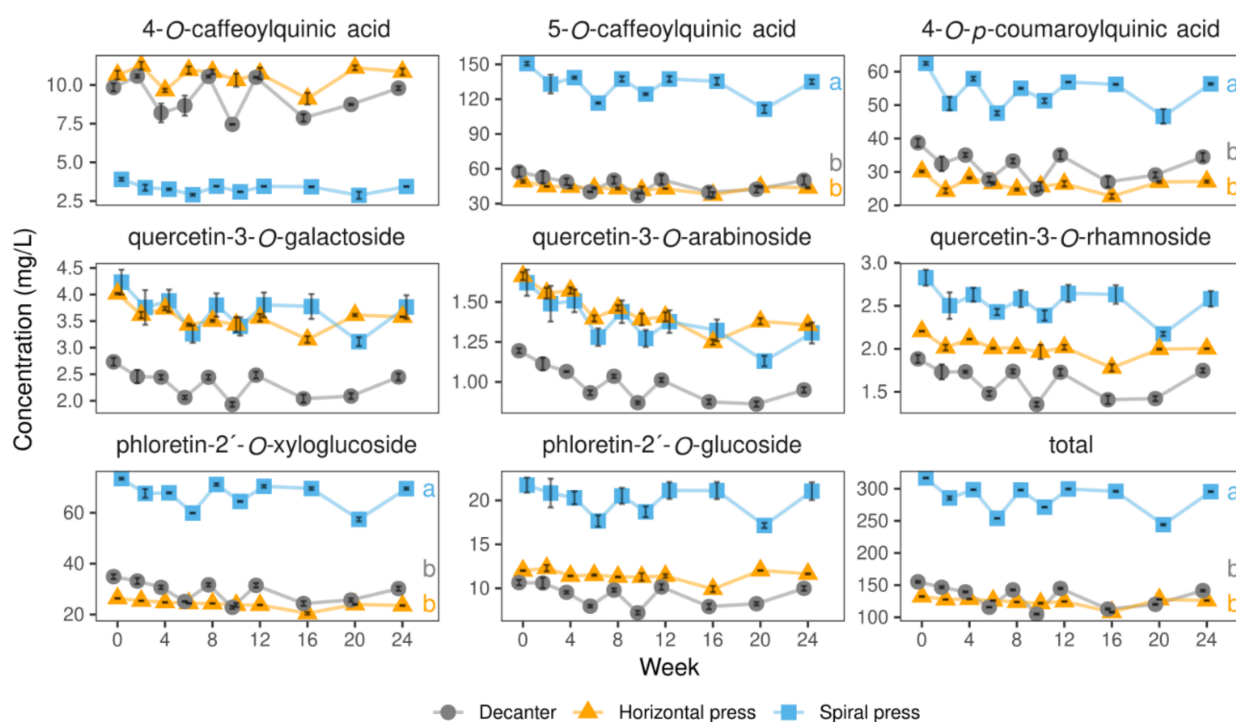 4-O-caffeoylquinic acid
5-O-caffeoylquinic acid
4-O-p-coumaroylquinic acid
10.0
7.5
5.0
2.5
150
120
90
60
30
a
b
b
60
50
40
30
20
a
b
b
quercetin-3-O-galactoside
quercetin-3-O-arabinoside
quercetin-3-O-rhamnoside
4.5
4.0
3.5
3.0
2.5
2.0
1.50
1.25
1.00
3.0
2.5
2.0
1.5
Concentration (mg/L)
phloretin-2´-O-xyloglucoside
phloretin-2´-O-glucoside
total
60
40
20
a
b
b
20
15
10
300
250
200
150
100
a
b
b
0 4 8 12 16 20 24
0 4 8 12 16 20 24
0 4 8 12 16 20 24
Week
Decanter Horizontal press Spiral press